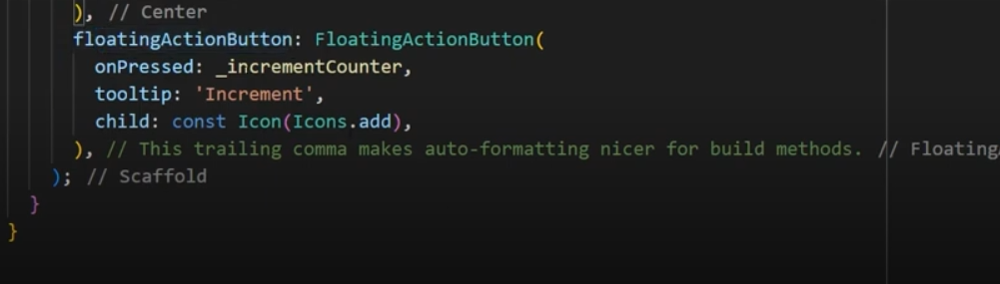 ), // Center
floatingActionButton: FloatingActionButton(
onPressed: _incrementCounter,
tooltip: 'Increment',
child: const Icon(Icons.add),
), // This trailing comma makes auto-formatting nicer for build methods. // Floating
); // Scaffold
}
}